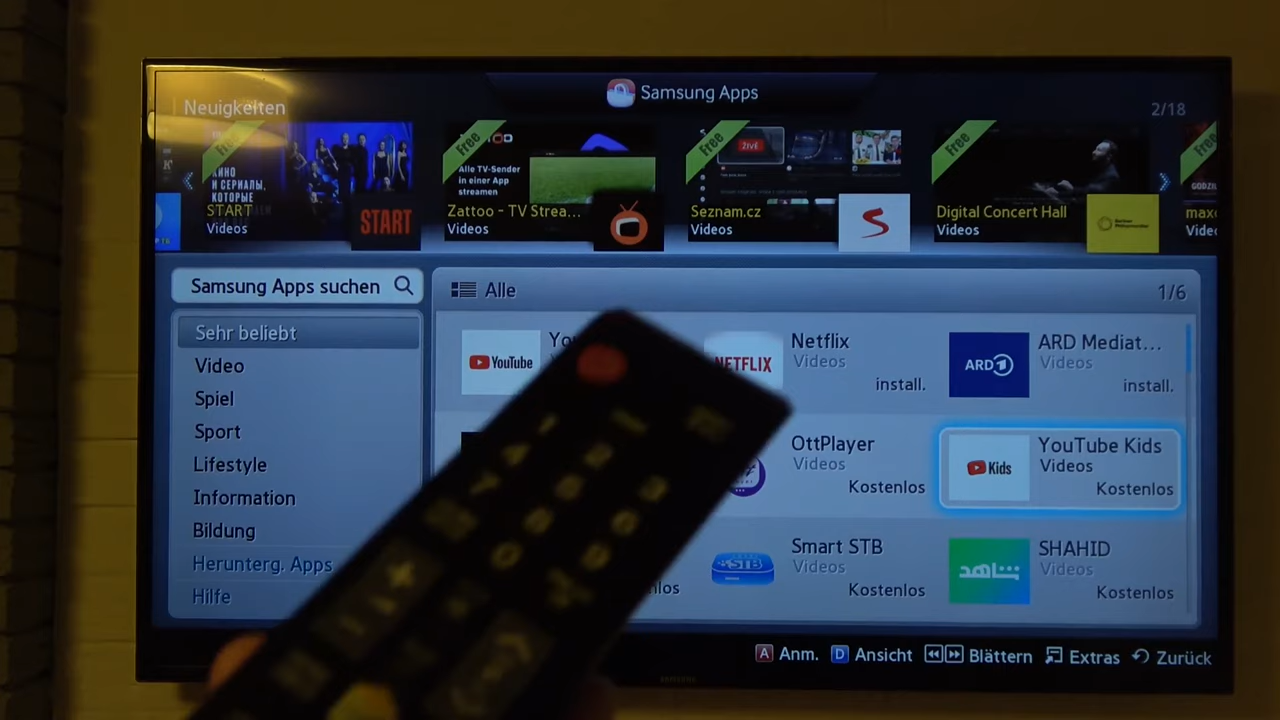 Samsung Apps
Neuigkeiten
2/18
Free
КИНО
И СЕРИАЛЫ,
КОТОРЫЕ
START
Videos
START
Free
Alle TV-Sender
in einer App
streamen
Zattoo - TV Strea...
Videos
Free
ŽIVĚ
Seznam.cz
Videos
Free
Digital Concert Hall
Videos
Free
Samsung Apps suchen
Alle
1/6
Sehr beliebt
Video
Spiel
Sport
Lifestyle
Information
Bildung
Herunterg. Apps
Hilfe
YouTube
NETFLIX
Netflix
Videos
install.
ARD
ARD Mediat...
Videos
install.
OttPlayer
Videos
Kostenlos
Kids
YouTube Kids
Videos
Kostenlos
STB
Smart STB
Videos
Kostenlos
شاهد
SHAHID
Videos
Kostenlos
A Anm.
D Ansicht
Blättern
Extras
Zurück
SAMSUNG